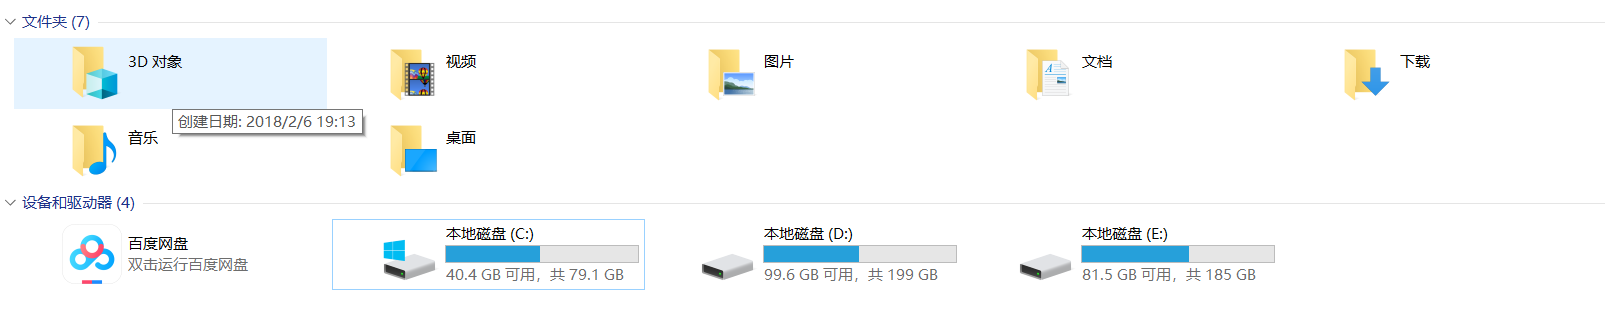 文件夹 (7)
3D 对象
视频
图片
文档
下载
创建日期: 2018/2/6 19:13
音乐
桌面
设备和驱动器 (4)
百度网盘
双击运行百度网盘
本地磁盘 (C:)
40.4 GB 可用，共 79.1 GB
本地磁盘 (D:)
99.6 GB 可用，共 199 GB
本地磁盘 (E:)
81.5 GB 可用，共 185 GB